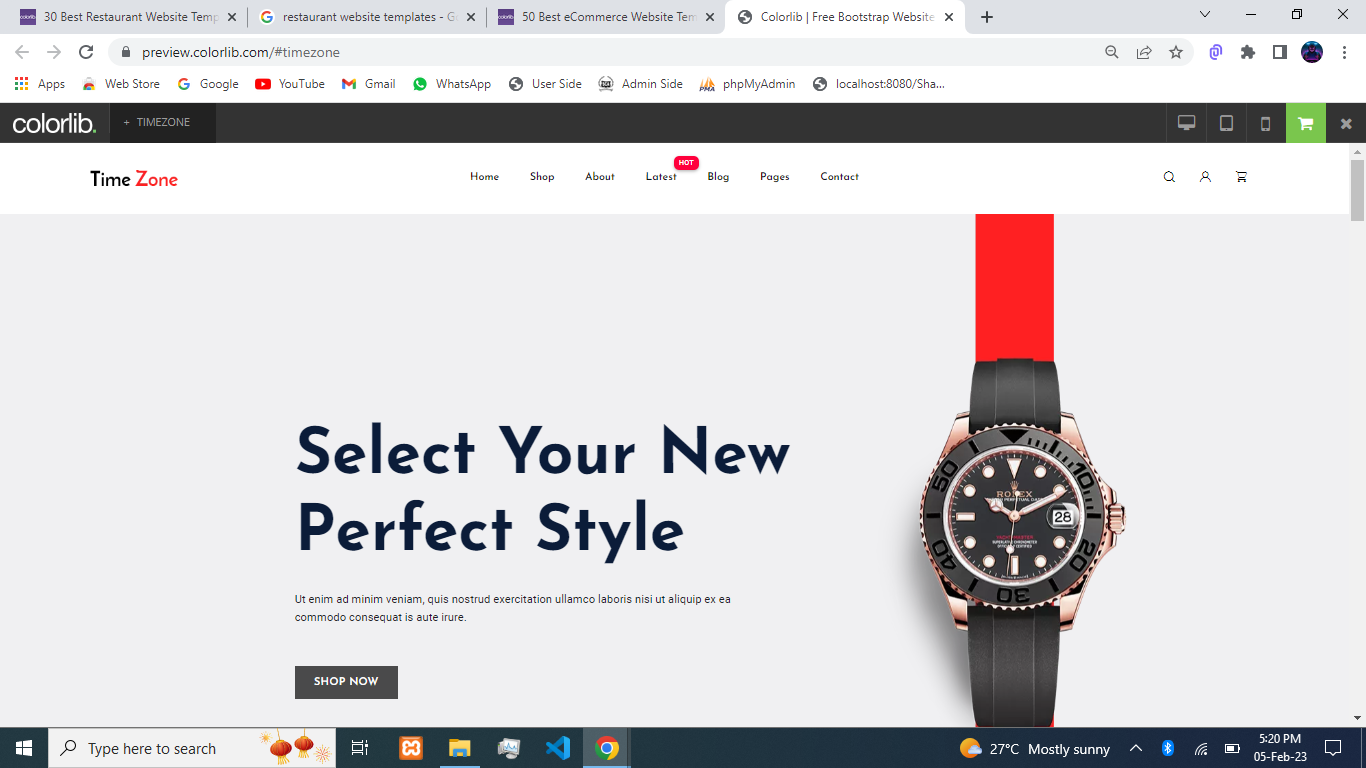 30 Best Restaurant Website Temp
restaurant website templates - G
50 Best eCommerce Website Tem
Colorlib | Free Bootstrap Website
preview.colorlib.com/#timezone
Apps
Web Store
Google
YouTube
Gmail
WhatsApp
User Side
Admin Side
phpMyAdmin
localhost:8080/Sha...
colorlib.
+ TIMEZONE
Time Zone
Home
Shop
About
Latest
HOT
Blog
Pages
Contact
Select Your New
Perfect Style
Ut enim ad minim veniam, quis nostrud exercitation ullamco laboris nisi ut aliquip ex ea
commodo consequat is aute irure.
SHOP NOW
ROLEX
10
20
30
40
50
28
Type here to search
27°C Mostly sunny
5:20 PM
05-Feb-23